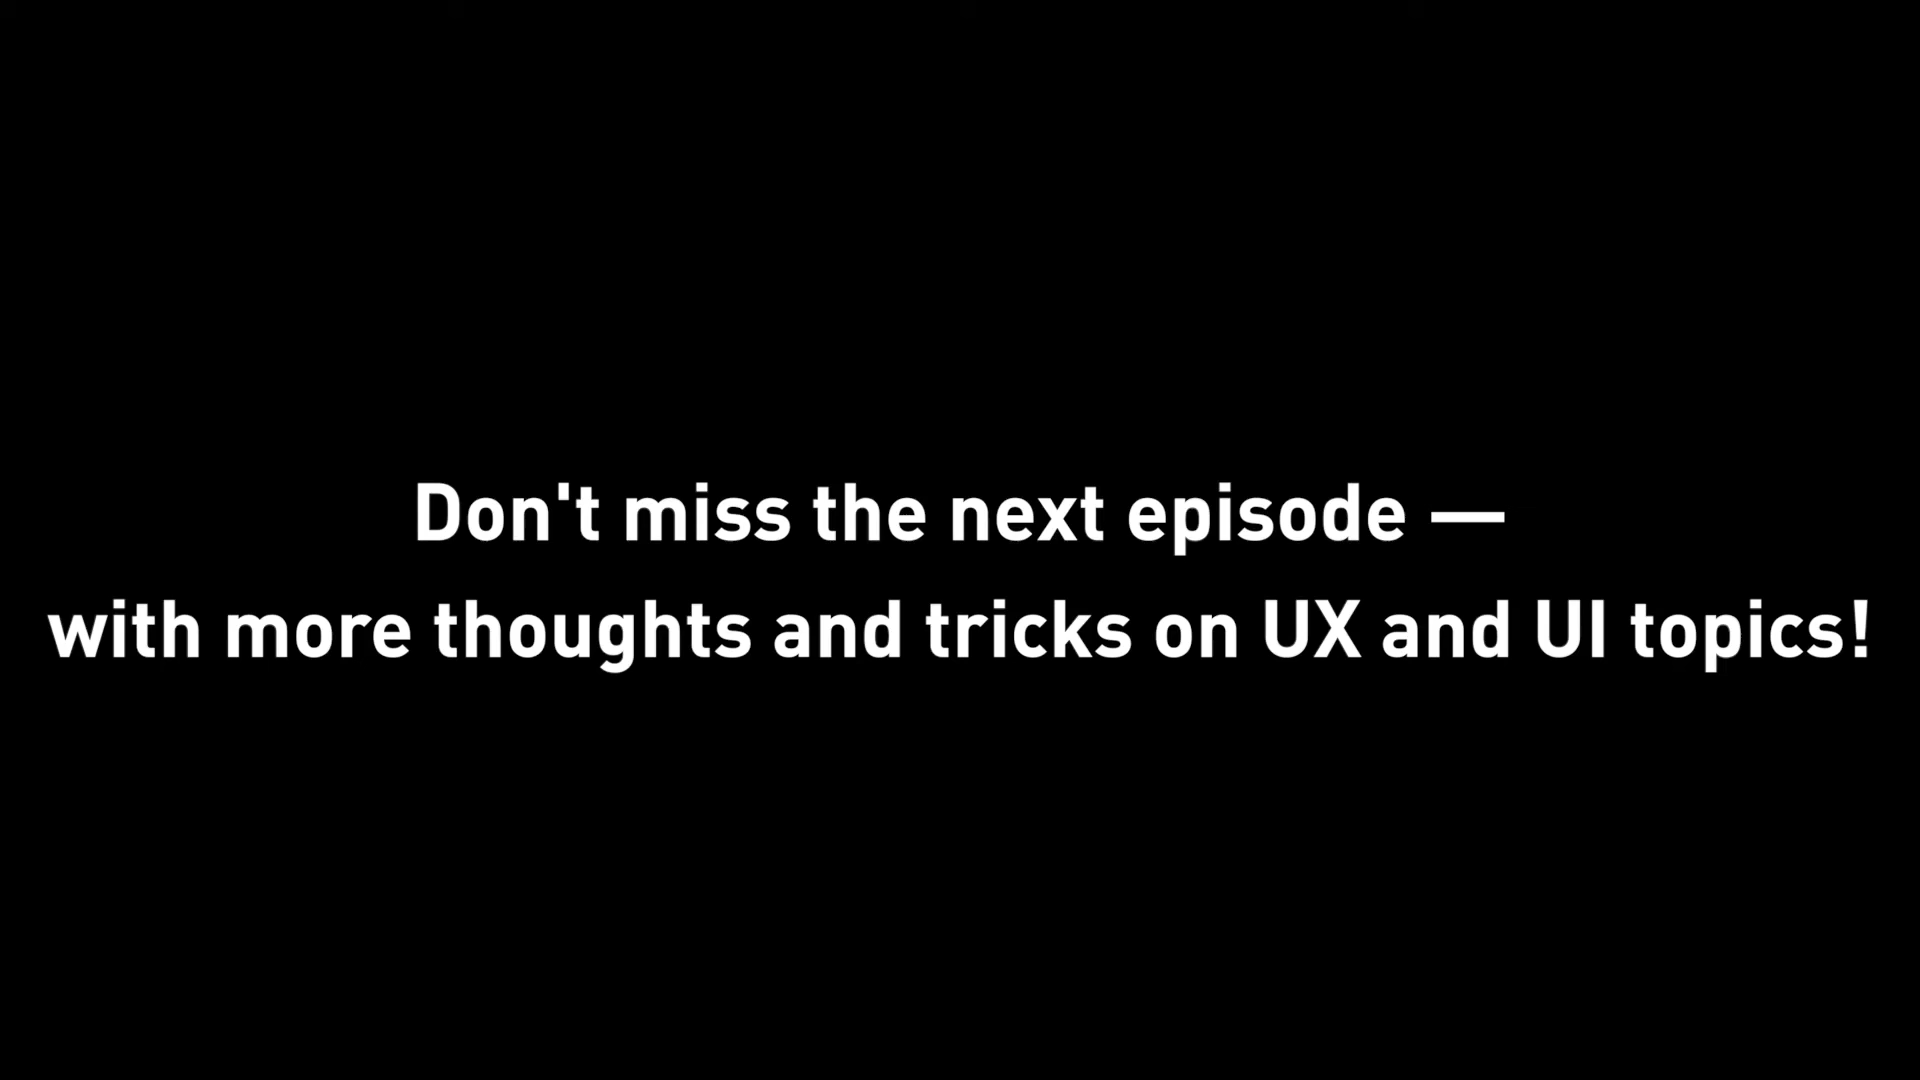 Don't miss the next episode —
with more thoughts and tricks on UX and UI topics!